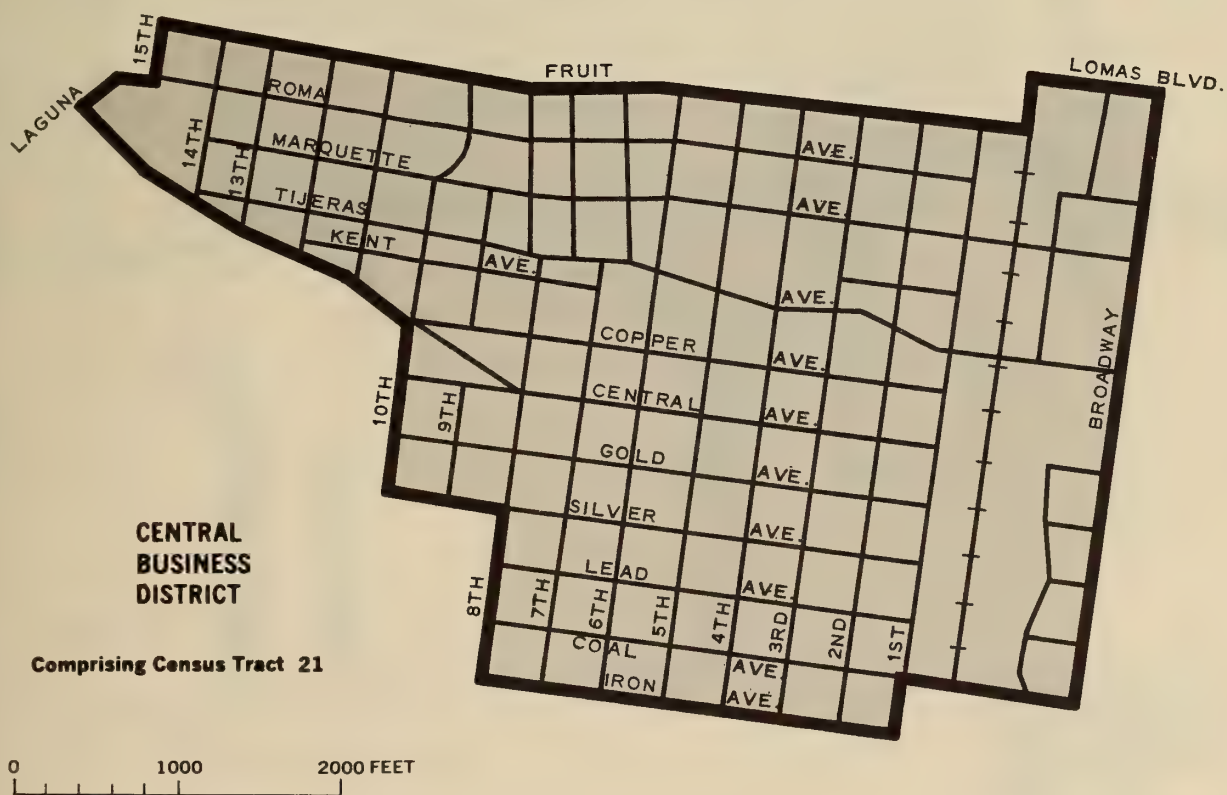 15TH
FRUIT
LOMAS BLVD.
LAGUNA
ROMA AVE.
14TH
13TH
MARQUETTE AVE.
TIJERAS AVE.
KENT AVE.
COPPER AVE.
BROADWAY
10TH
9TH
CENTRAL AVE.
GOLD AVE.
SILVER AVE.
LEAD AVE.
8TH
7TH
6TH
5TH
4TH
3RD
2ND
1ST
COAL AVE.
IRON AVE.
CENTRAL
BUSINESS
DISTRICT
Comprising Census Tract 21
0 1000 2000 FEET